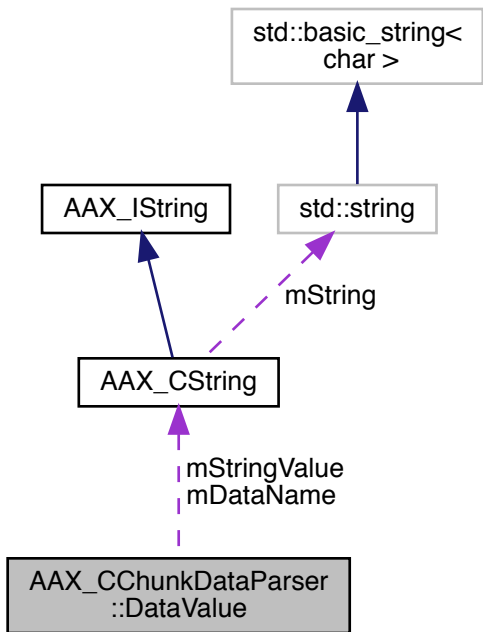 std::basic_string<
char >
AAX_IString
std::string
mString
AAX_CString
mStringValue
mDataName
AAX_CChunkDataParser
::DataValue